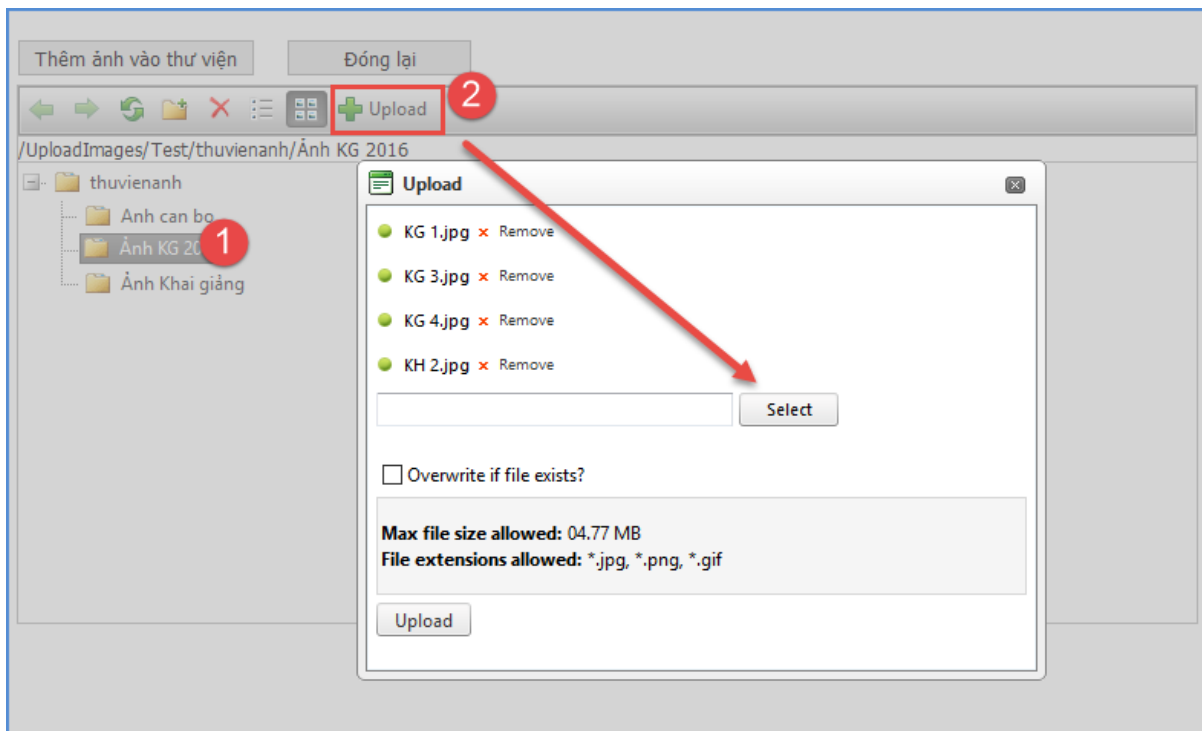 Thêm ảnh vào thư viện
Đóng lại
Upload
2
/UploadImages/Test/thuvienanh/Ảnh KG 2016
thuvienanh
Anh can bo
Ảnh KG 20
1
Ảnh Khai giảng
Upload
KG 1.jpg × Remove
KG 3.jpg × Remove
KG 4.jpg × Remove
KH 2.jpg × Remove
Select
Overwrite if file exists?
Max file size allowed: 04.77 MB
File extensions allowed: *.jpg, *.png, *.gif
Upload